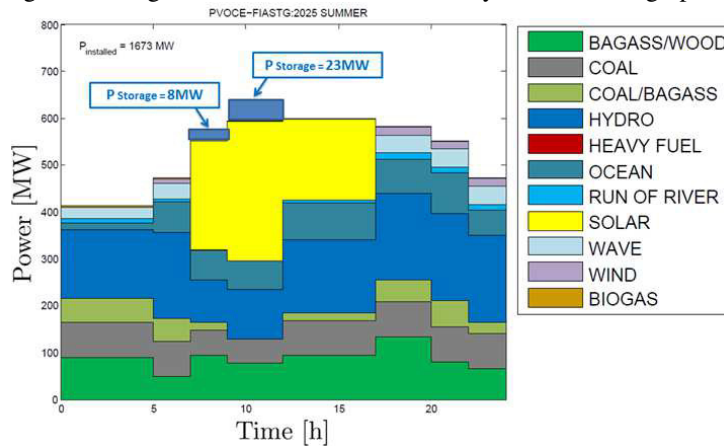 PVOCE-FIASTG:2025 SUMMER
800
700
600
500
400
300
200
100
0
Power [MW]
P installed = 1673 MW
P Storage = 8MW
P Storage = 23MW
0
5
10
15
20
Time [h]
BAGASS/WOOD
COAL
COAL/BAGASS
HYDRO
HEAVY FUEL
OCEAN
RUN OF RIVER
SOLAR
WAVE
WIND
BIOGAS